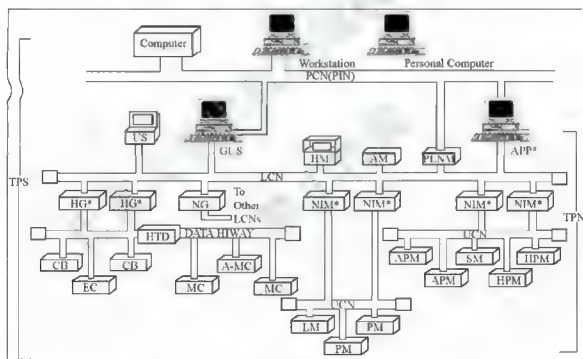 Computer
Workstation
Personal Computer
PCN(PIN)
US
GUS
HM
AM
PLNM
APP*
LCN
TPS
HG*
HG*
NG
To
Other
LCNs
NIM*
NIM*
NIM*
NIM*
TPN
HTD
DATA HIWAY
UCN
CB
EC
CB
MC
A-MC
MC
APM
APM
SM
HPM
HPM
UCN
LM
PM
PM